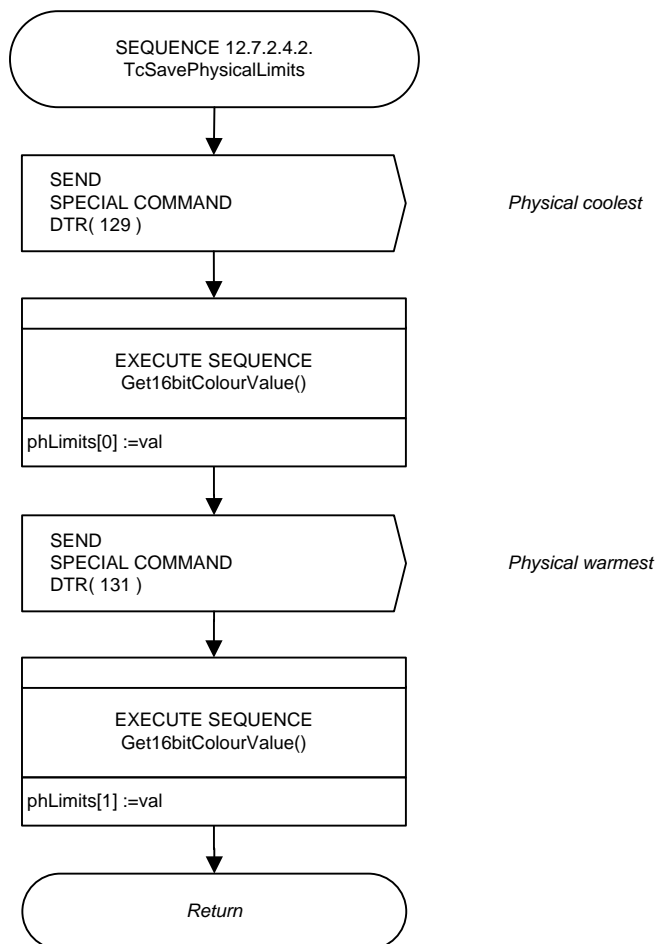 SEQUENCE 12.7.2.4.2.
TcSavePhysicalLimits
SEND
SPECIAL COMMAND
DTR( 129 )
Physical coolest
EXECUTE SEQUENCE
Get16bitColourValue()
phLimits[0] :=val
SEND
SPECIAL COMMAND
DTR( 131 )
Physical warmest
EXECUTE SEQUENCE
Get16bitColourValue()
phLimits[1] :=val
Return